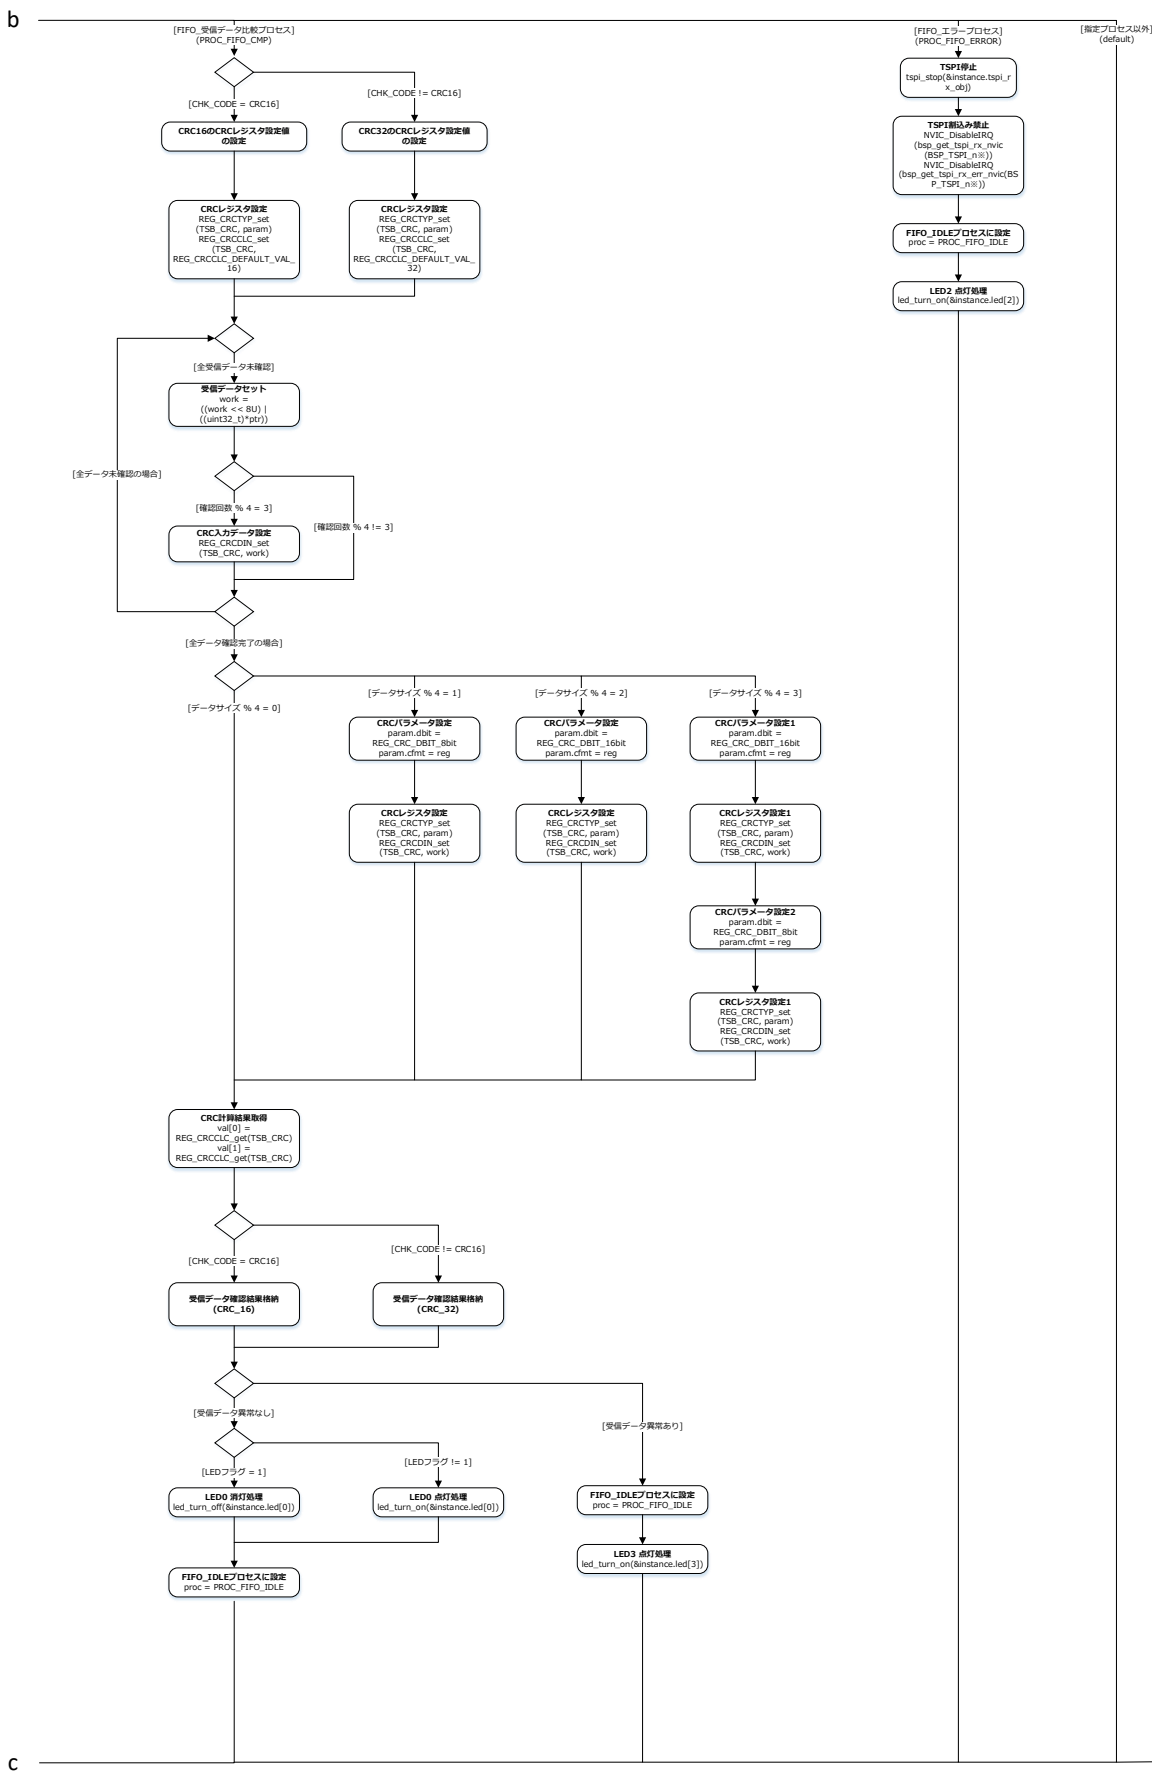 b
[FIFO_受信データ比較プロセス]
(PROC_FIFO_CMP)
[CHK_CODE = CRC16]
[CHK_CODE != CRC16]
CRC16のCRCレジスタ設定値
の設定
CRC32のCRCレジスタ設定値
の設定
CRCレジスタ設定
REG_CRCTYP_set
(TSB_CRC, param)
REG_CRCCLC_set
(TSB_CRC,
REG_CRCCLC_DEFAULT_VAL_
16)
CRCレジスタ設定
REG_CRCTYP_set
(TSB_CRC, param)
REG_CRCCLC_set
(TSB_CRC,
REG_CRCCLC_DEFAULT_VAL_
32)
[全受信データ未確認]
受信データセット
work =
((work << 8U) |
((uint32_t)*ptr))
[全データ未確認の場合]
[確認回数 % 4 = 3]
[確認回数 % 4 != 3]
CRC入力データ設定
REG_CRCDIN_set
(TSB_CRC, work)
[全データ確認完了の場合]
[データサイズ % 4 = 0]
[データサイズ % 4 = 1]
[データサイズ % 4 = 2]
[データサイズ % 4 = 3]
CRCパラメータ設定
param.dbit =
REG_CRC_DBIT_8bit
param.cfmt = reg
CRCパラメータ設定
param.dbit =
REG_CRC_DBIT_16bit
param.cfmt = reg
CRCパラメータ設定1
param.dbit =
REG_CRC_DBIT_16bit
param.cfmt = reg
CRCレジスタ設定
REG_CRCTYP_set
(TSB_CRC, param)
REG_CRCDIN_set
(TSB_CRC, work)
CRCレジスタ設定
REG_CRCTYP_set
(TSB_CRC, param)
REG_CRCDIN_set
(TSB_CRC, work)
CRCレジスタ設定1
REG_CRCTYP_set
(TSB_CRC, param)
REG_CRCDIN_set
(TSB_CRC, work)
CRCパラメータ設定2
param.dbit =
REG_CRC_DBIT_8bit
param.cfmt = reg
CRCレジスタ設定1
REG_CRCTYP_set
(TSB_CRC, param)
REG_CRCDIN_set
(TSB_CRC, work)
CRC計算結果取得
val[0] =
REG_CRCCLC_get(TSB_CRC)
val[1] =
REG_CRCCLC_get(TSB_CRC)
[CHK_CODE = CRC16]
[CHK_CODE != CRC16]
受信データ確認結果格納
(CRC_16)
受信データ確認結果格納
(CRC_32)
[受信データ異常なし]
[受信データ異常あり]
[LEDフラグ = 1]
[LEDフラグ != 1]
LED0 消灯処理
led_turn_off(&instance.led[0])
LED0 点灯処理
led_turn_on(&instance.led[0])
FIFO_IDLEプロセスに設定
proc = PROC_FIFO_IDLE
FIFO_IDLEプロセスに設定
proc = PROC_FIFO_IDLE
LED3 点灯処理
led_turn_on(&instance.led[3])
[FIFO_エラープロセス]
(PROC_FIFO_ERROR)
TSPI停止
tspi_stop(&instance.tspi_r
x_obj)
TSPI割込み禁止
NVIC_DisableIRQ
(bsp_get_tspi_rx_nvic
(BSP_TSPI_n※))
NVIC_DisableIRQ
(bsp_get_tspi_rx_err_nvic(BS
P_TSPI_n※))
FIFO_IDLEプロセスに設定
proc = PROC_FIFO_IDLE
LED2 点灯処理
led_turn_on(&instance.led[2])
[指定プロセス以外]
(default)
c